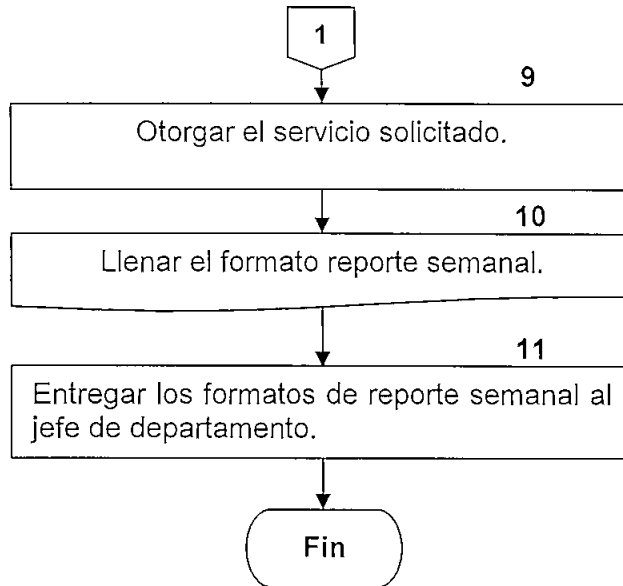 1
9
Otorgar el servicio solicitado.
10
Llenar el formato reporte semanal.
11
Entregar los formatos de reporte semanal al
jefe de departamento.
Fin